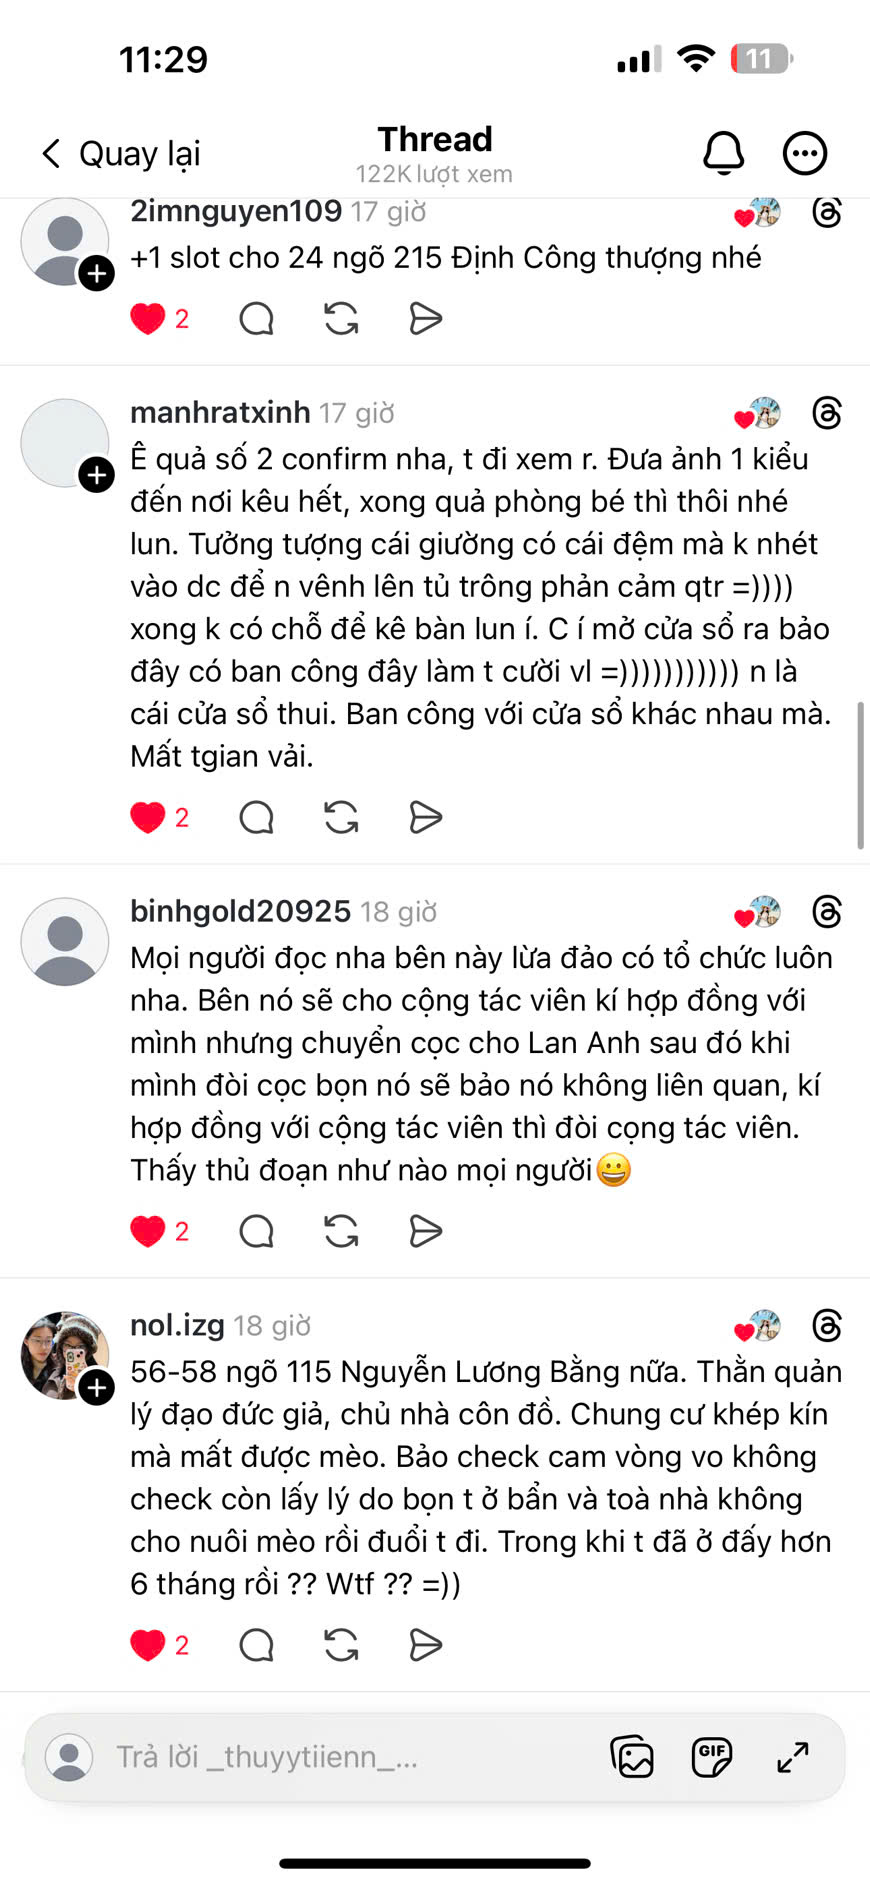 11:29
11
Quay lại
Thread
122K lượt xem
2imnguyen109 17 giờ
+1 slot cho 24 ngõ 215 Định Công thượng nhé
2
manhratxinh 17 giờ
Ê quả số 2 confirm nha, t đi xem r. Đưa ảnh 1 kiểu
đến nơi kêu hết, xong quả phòng bé thì thôi nhé
lun. Tưởng tượng cái giường có cái đệm mà k nhét
vào dc để n vênh lên tủ trông phản cảm qtr =))))
xong k có chỗ để kê bàn lun í. C í mở cửa sổ ra bảo
đây có ban công đây làm t cười vl =))))))))))) n là
cái cửa sổ thui. Ban công với cửa sổ khác nhau mà.
Mất tgian vải.
2
binhgold20925 18 giờ
Mọi người đọc nha bên này lừa đảo có tổ chức luôn
nha. Bên nó sẽ cho cộng tác viên kí hợp đồng với
mình nhưng chuyển cọc cho Lan Anh sau đó khi
mình đòi cọc bọn nó sẽ bảo nó không liên quan, kí
hợp đồng với cộng tác viên thì đòi cọng tác viên.
Thấy thủ đoạn như nào mọi người😀
2
nol.izg 18 giờ
56-58 ngõ 115 Nguyễn Lương Bằng nữa. Thằn quản
lý đạo đức giả, chủ nhà côn đồ. Chung cư khép kín
mà mất được mèo. Bảo check cam vòng vo không
check còn lấy lý do bọn t ở bẩn và toà nhà không
cho nuôi mèo rồi đuổi t đi. Trong khi t đã ở đấy hơn
6 tháng rồi ?? Wtf ?? =))
2
Trả lời _thuyytiienn_...
GIF